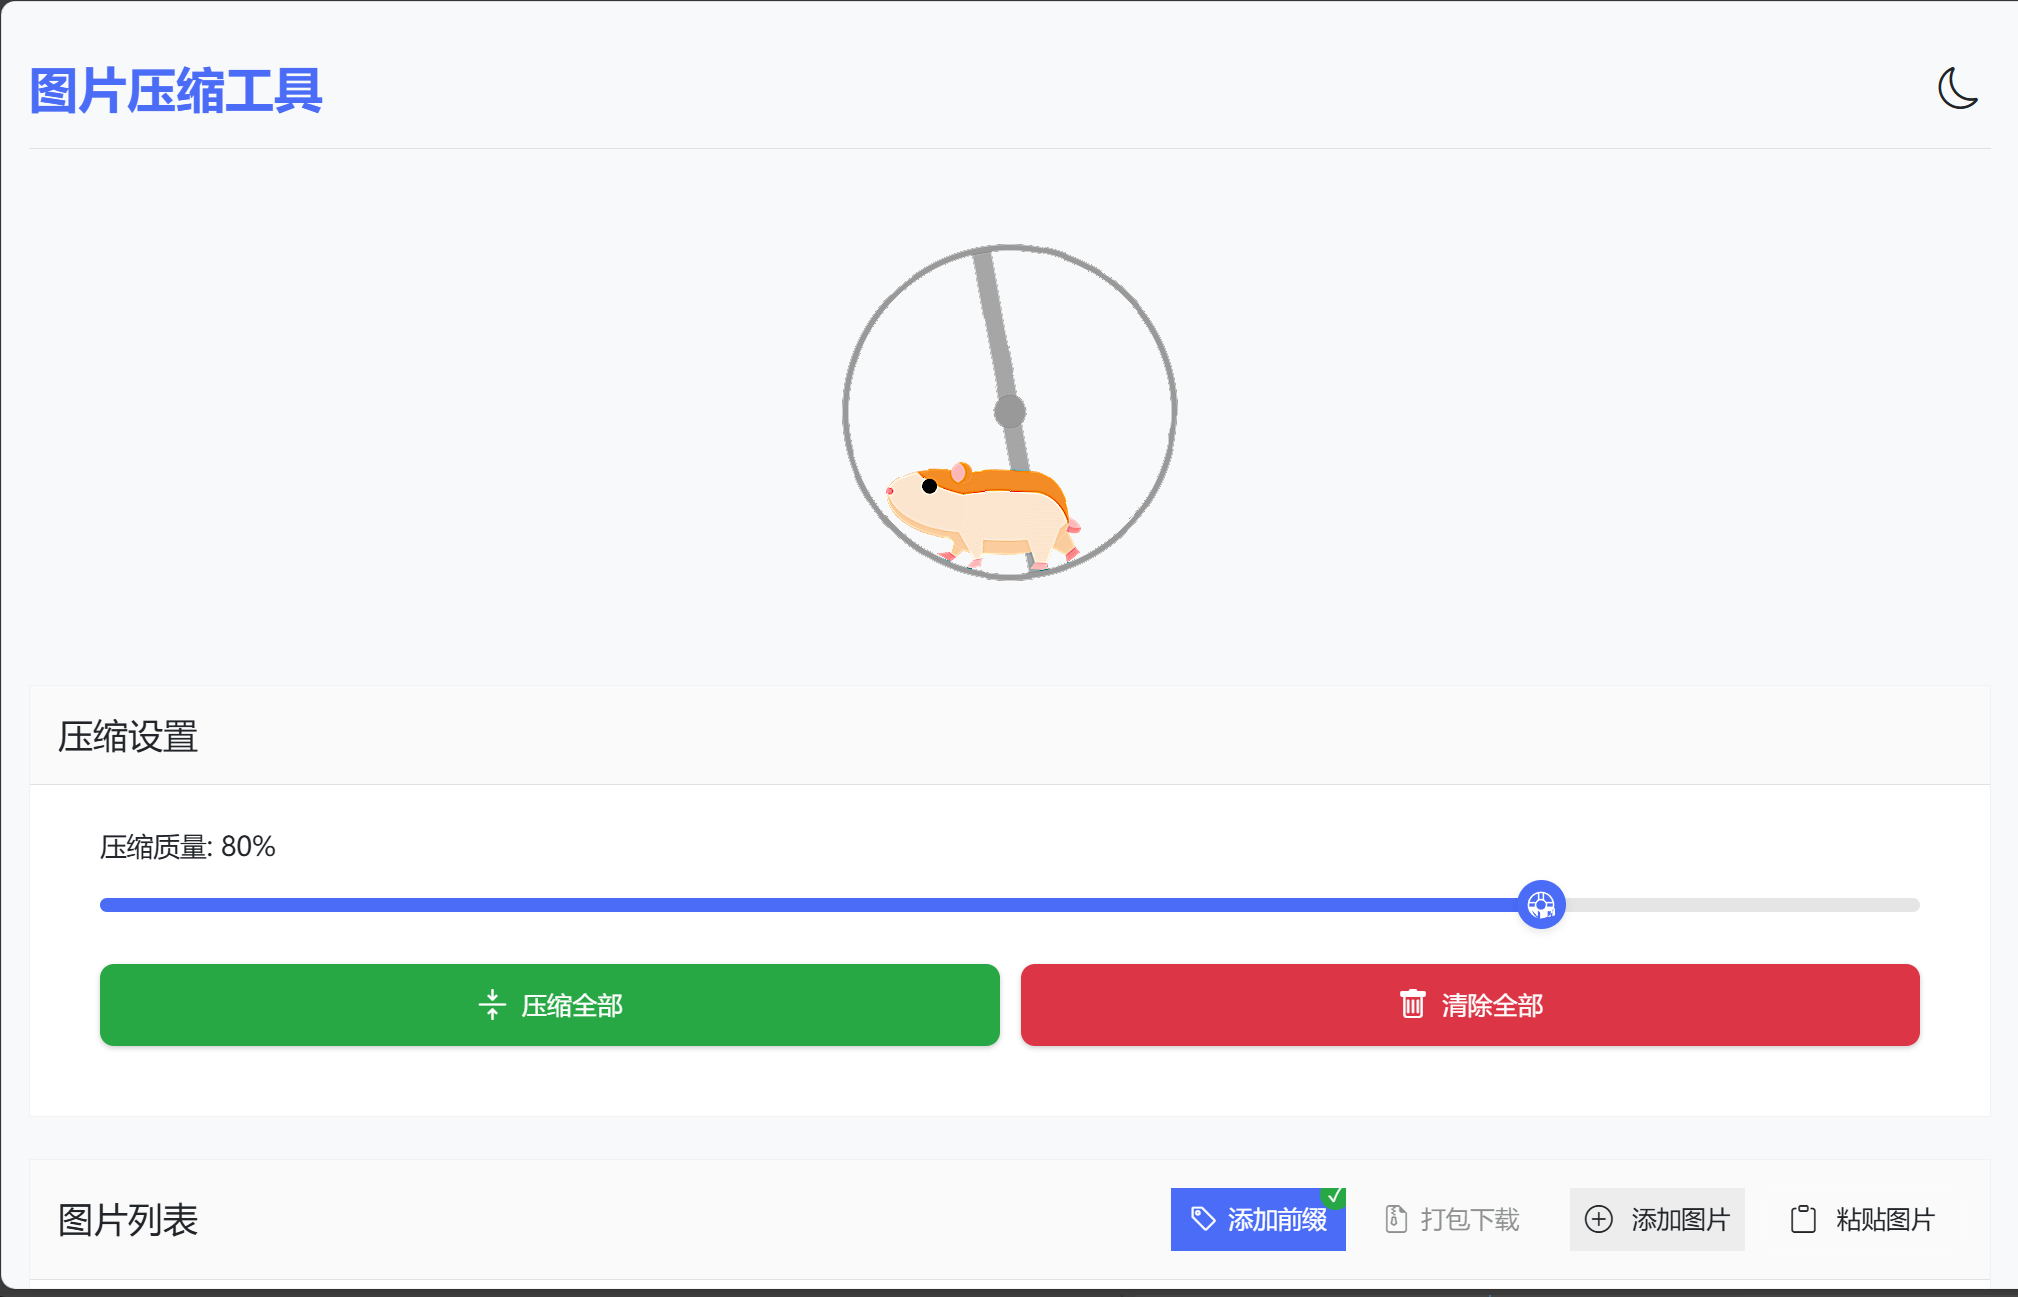 图片压缩工具
压缩设置
压缩质量: 80%
压缩全部
清除全部
图片列表
添加前缀
打包下载
添加图片
粘贴图片